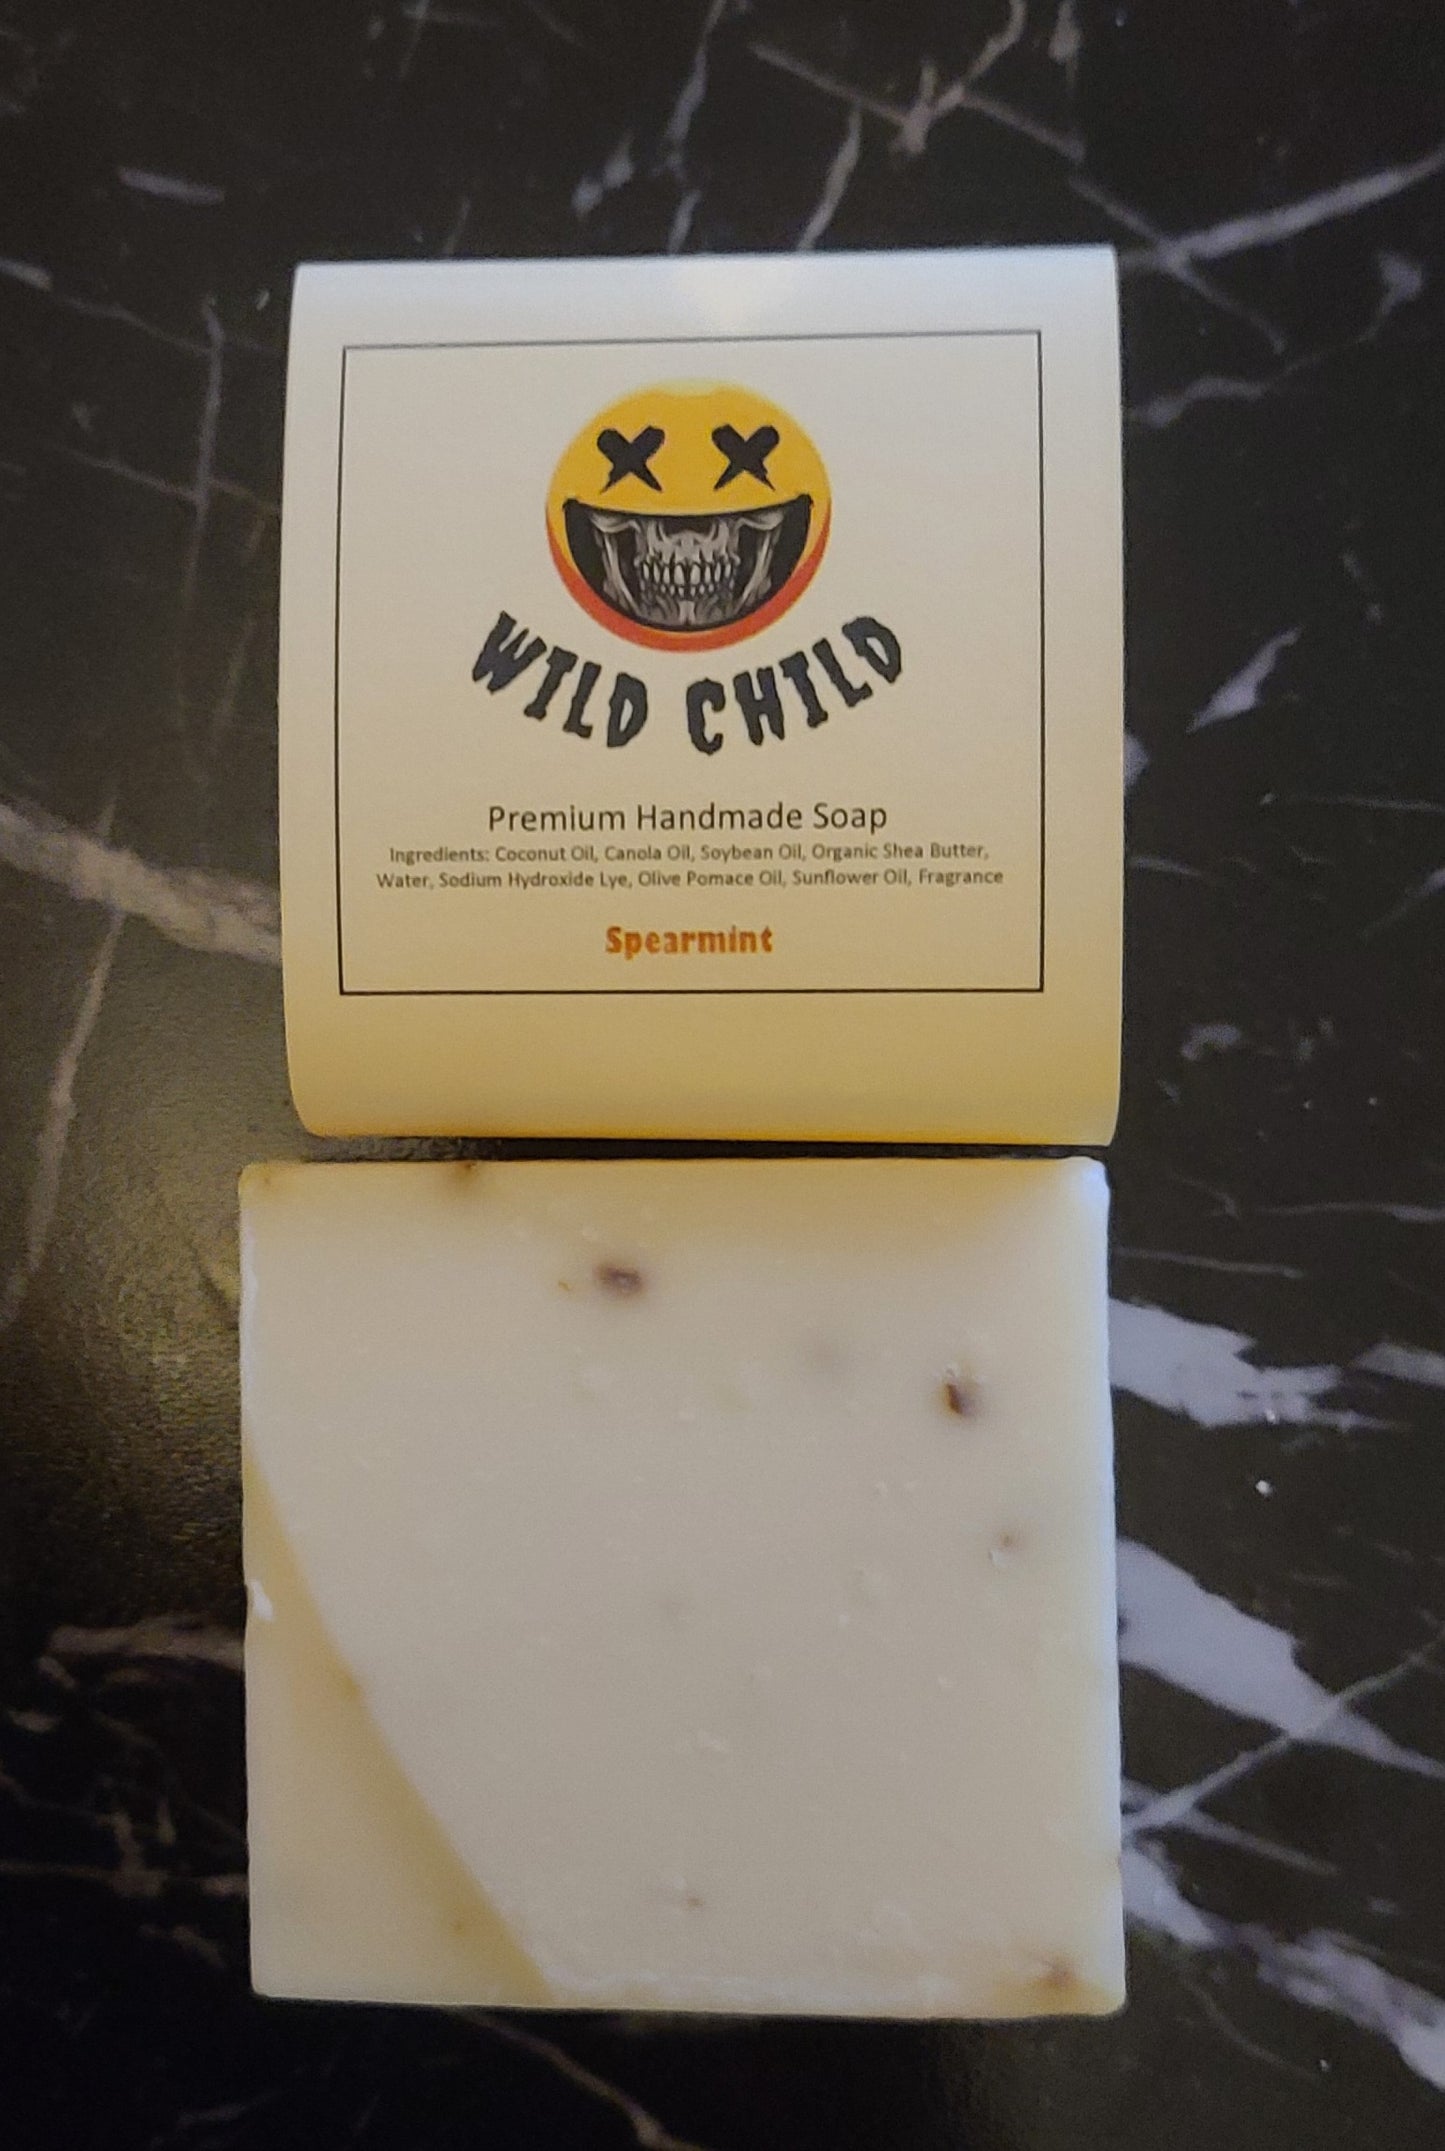 WILD CHILD
Premium Handmade Soap
Ingredients: Coconut Oil, Canola Oil, Soybean Oil, Organic Shea Butter,
Water, Sodium Hydroxide Lye, Olive Pomace Oil, Sunflower Oil, Fragrance
Spearmint